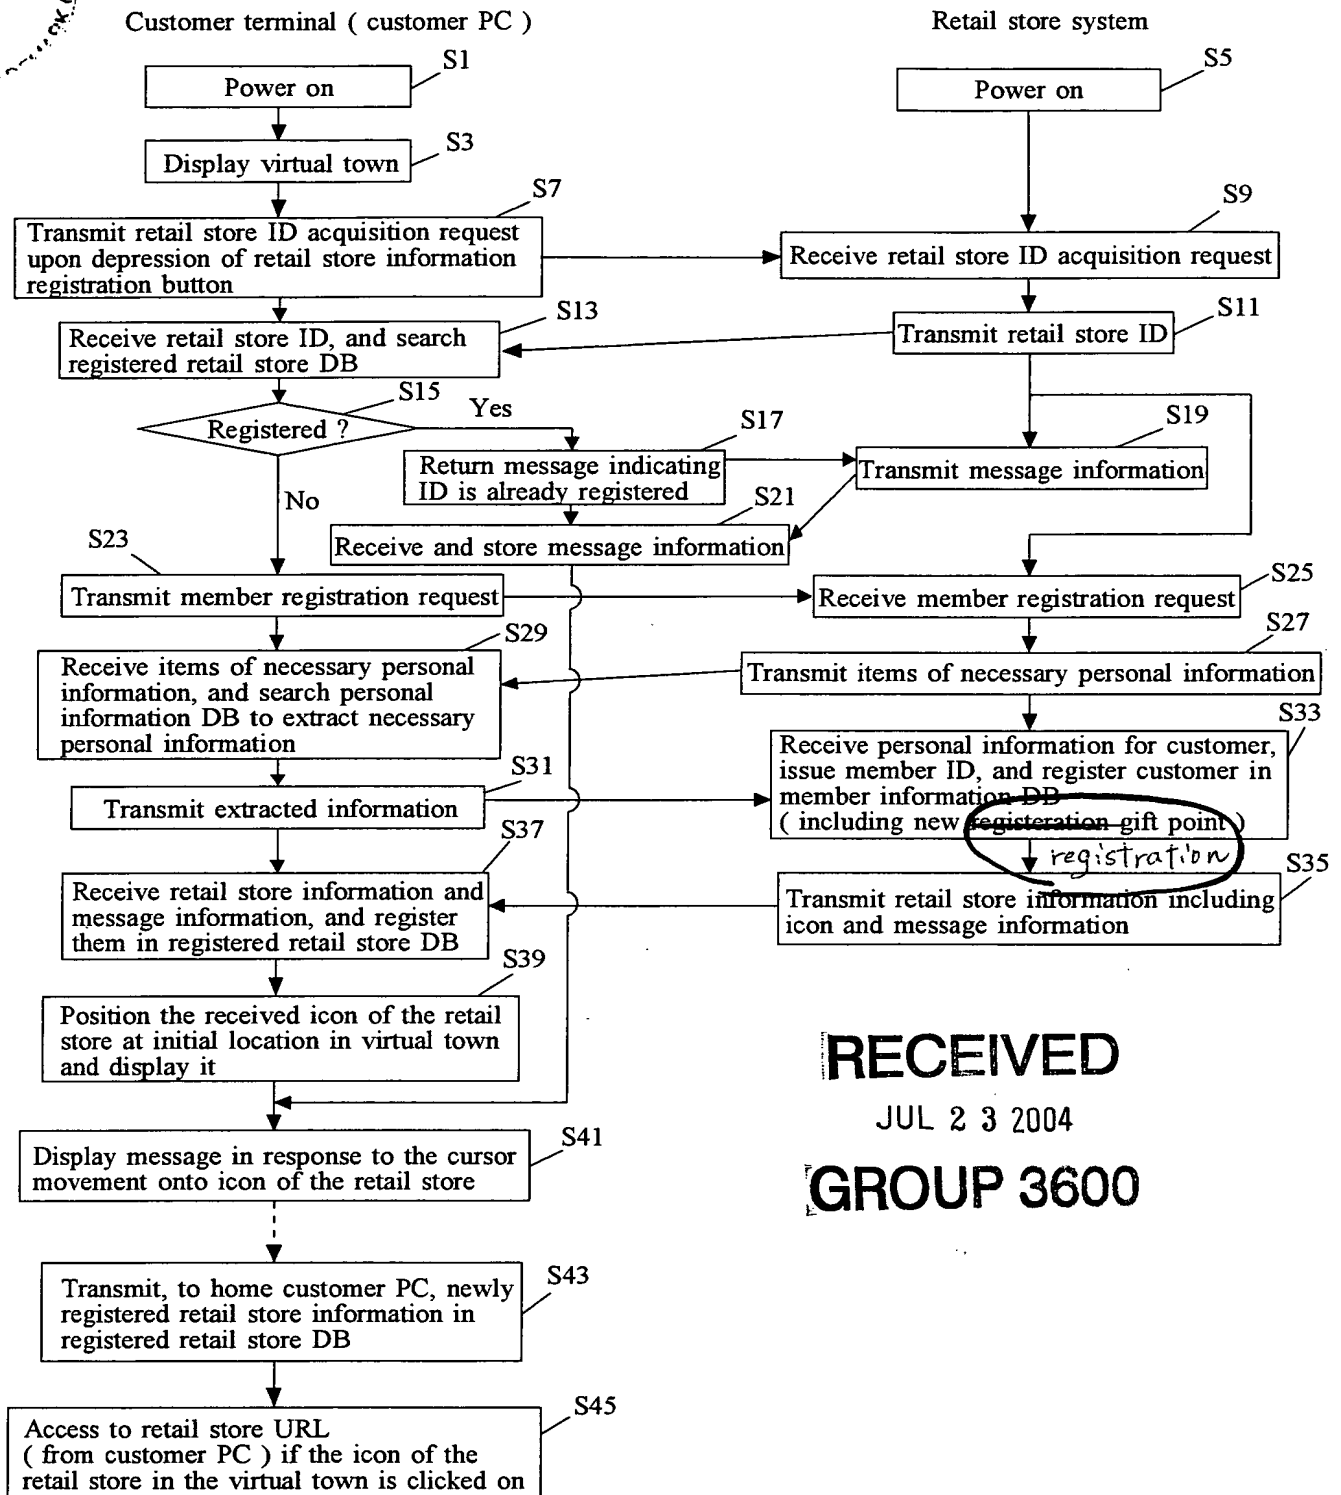 Customer terminal ( customer PC )
Retail store system
S1
Power on
S5
Power on
S3
Display virtual town
S7
Transmit retail store ID acquisition request
upon depression of retail store information
registration button
S9
Receive retail store ID acquisition request
S13
Receive retail store ID, and search
registered retail store DB
S11
Transmit retail store ID
S15
Registered ?
Yes
No
S17
Return message indicating
ID is already registered
S19
Transmit message information
S21
Receive and store message information
S23
Transmit member registration request
S25
Receive member registration request
S29
Receive items of necessary personal
information, and search personal
information DB to extract necessary
personal information
S27
Transmit items of necessary personal information
S31
Transmit extracted information
S33
Receive personal information for customer,
issue member ID, and register customer in
member information DB
( including new registeration gift point )
registration
S37
Receive retail store information and
message information, and register
them in registered retail store DB
S35
Transmit retail store information including
icon and message information
S39
Position the received icon of the retail
store at initial location in virtual town
and display it
S41
Display message in response to the cursor
movement onto icon of the retail store
S43
Transmit, to home customer PC, newly
registered retail store information in
registered retail store DB
S45
Access to retail store URL
( from customer PC ) if the icon of the
retail store in the virtual town is clicked on
RECEIVED
JUL 23 2004
GROUP 3600